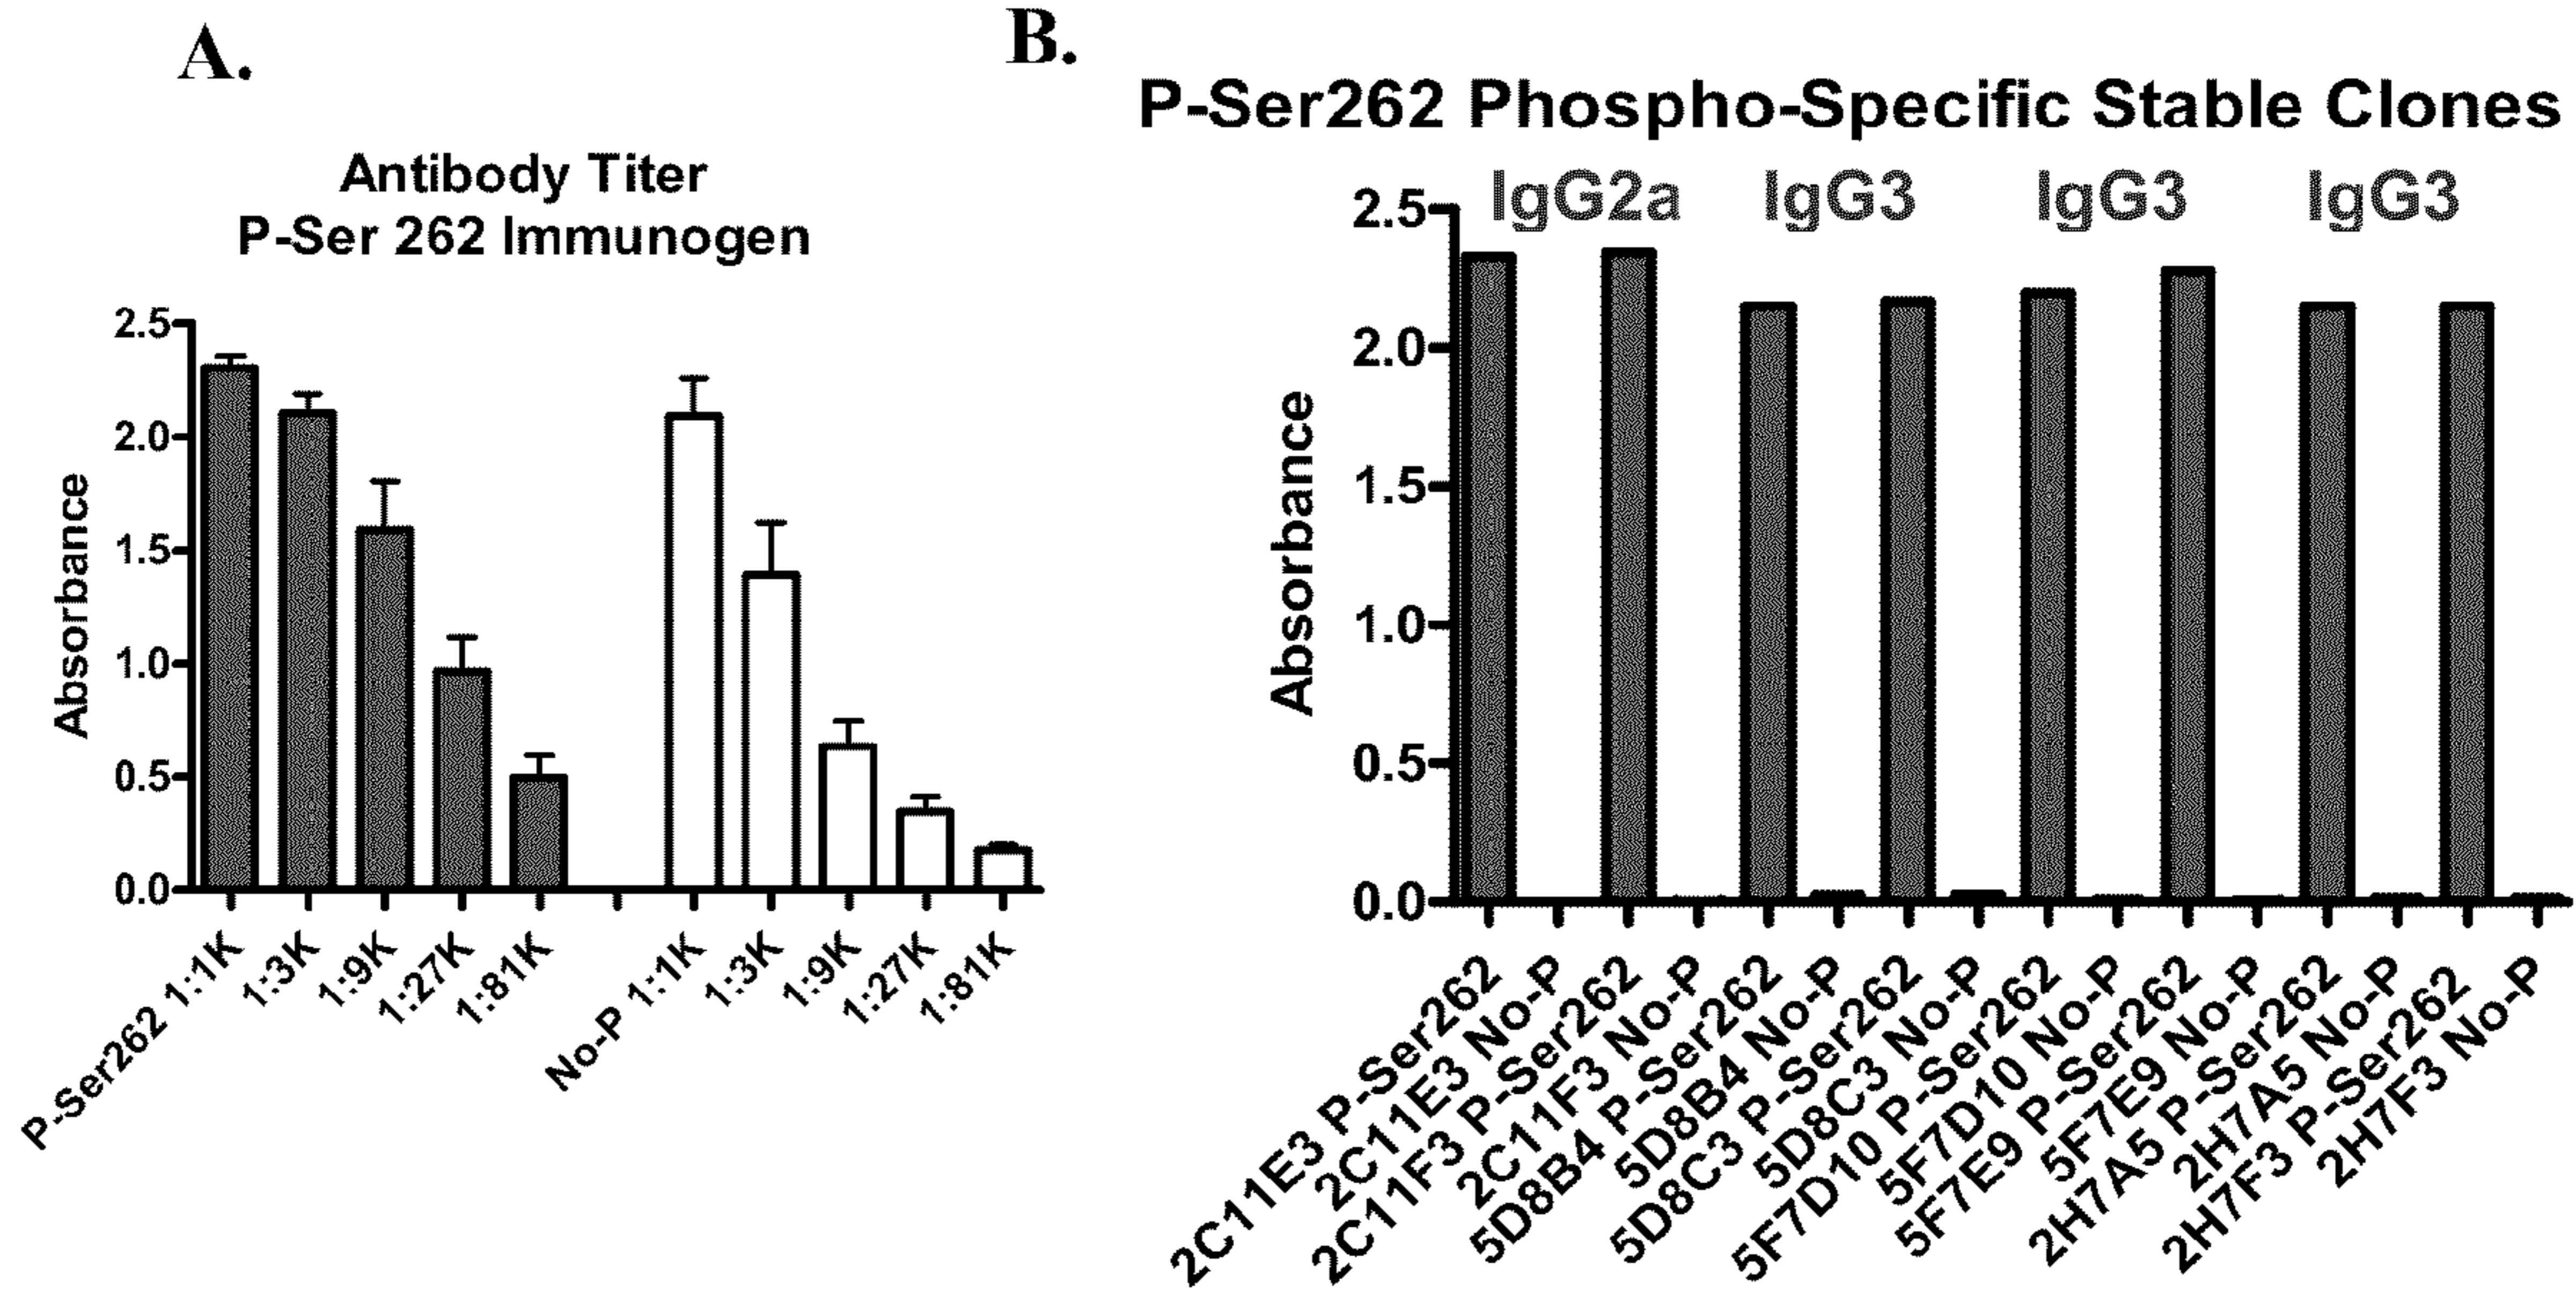 A.
Antibody Titer
P-Ser 262 Immunogen
Absorbance
2.5
2.0
1.5
1.0
0.5
0.0
P-Ser262 1:1K
1:3K
1:9K
1:27K
1:81K
No-P 1:1K
1:3K
1:9K
1:27K
1:81K
B.
P-Ser262 Phospho-Specific Stable Clones
IgG2a IgG3 IgG3 IgG3
Absorbance
2.5
2.0
1.5
1.0
0.5
0.0
2C11E3 P-Ser262
2C11E3 No-P
2C11F3 P-Ser262
2C11F3 No-P
5D8B4 P-Ser262
5D8B4 No-P
5D8C3 P-Ser262
5D8C3 No-P
5F7D10 P-Ser262
5F7D10 No-P
5F7E9 P-Ser262
5F7E9 No-P
2H7A5 P-Ser262
2H7A5 No-P
2H7F3 P-Ser262
2H7F3 No-P